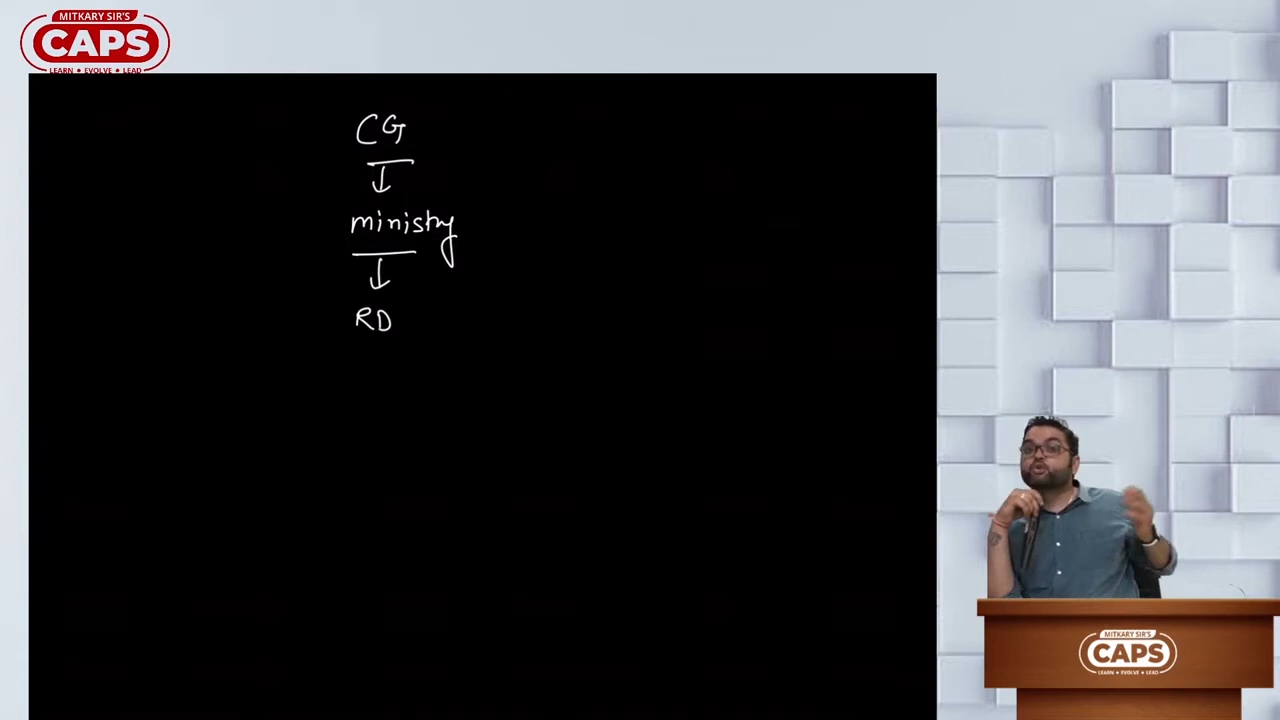 MITKARY SIR'S
CAPS
LEARN • EVOLVE • LEAD
CG
ministry
RD
MITKARY SIR'S
CAPS
LEARN • EVOLVE • LEAD